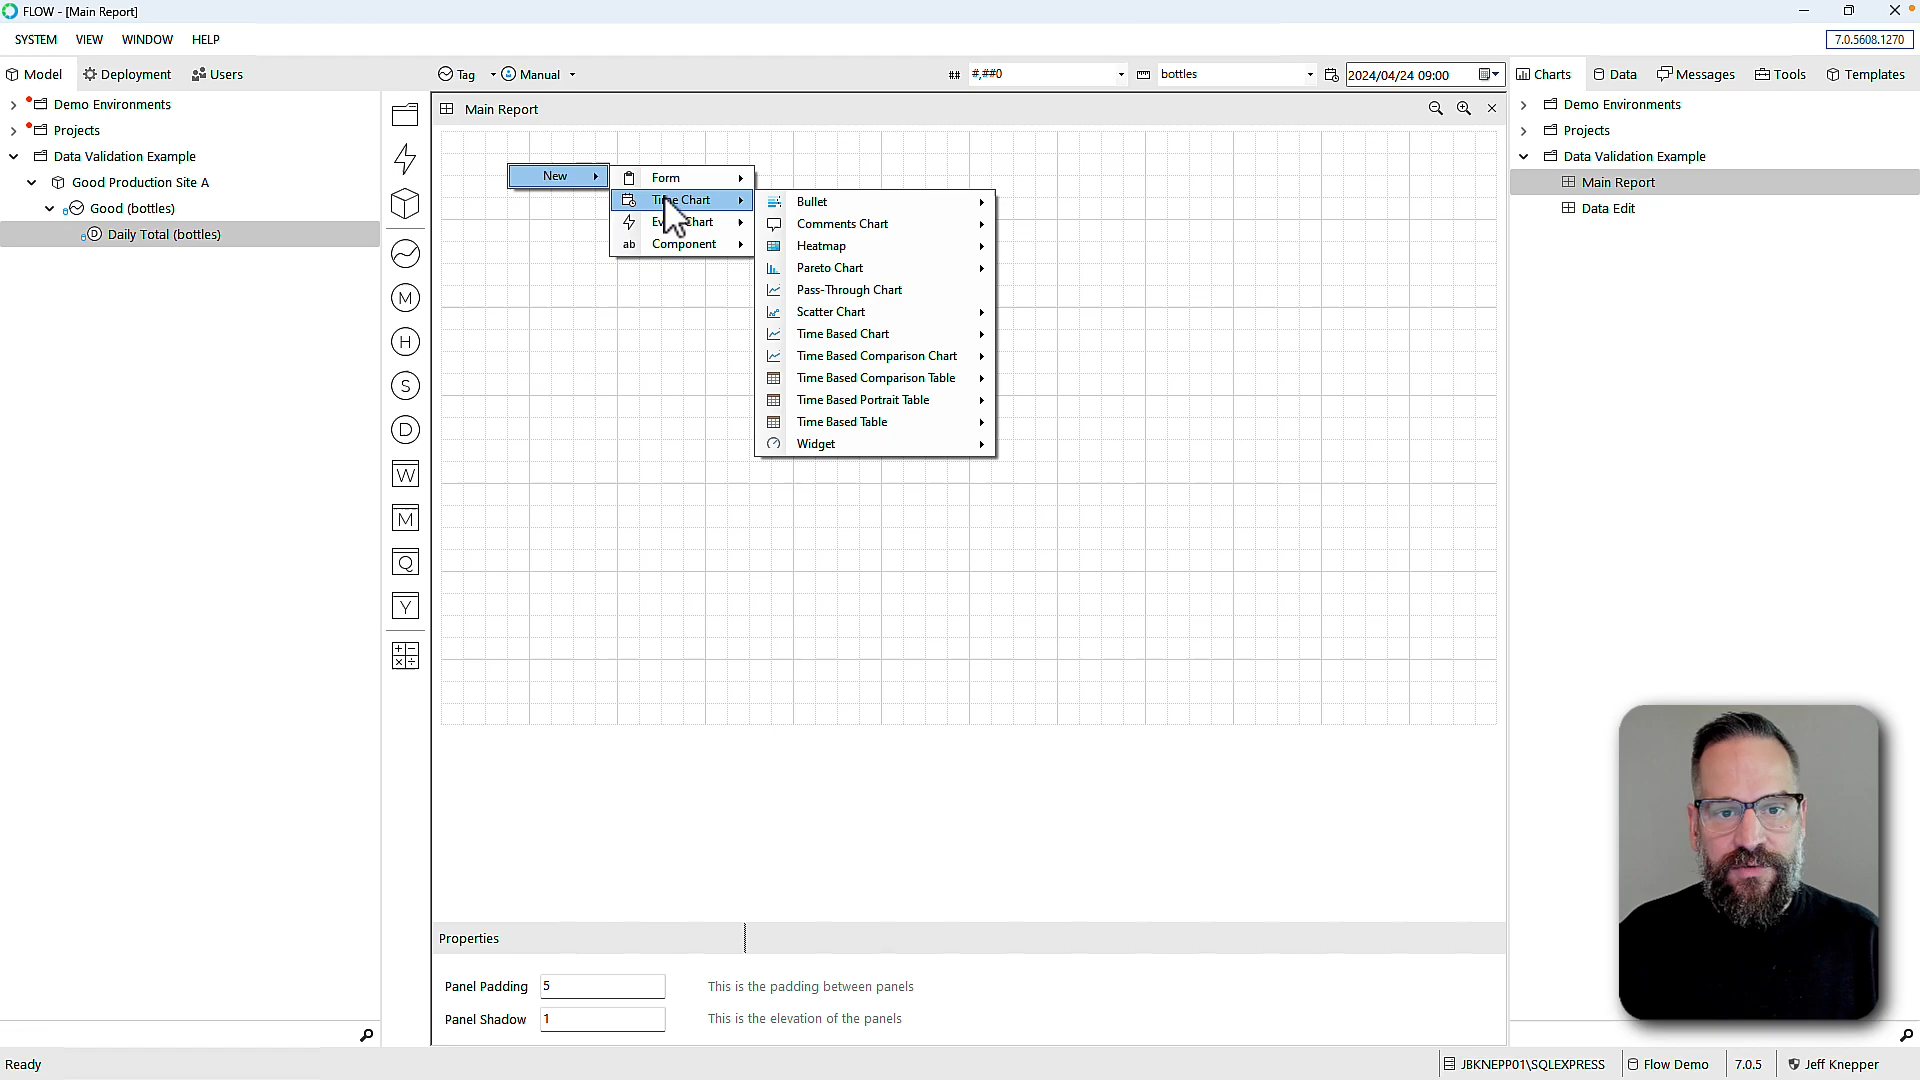 FLOW - [Main Report]
SYSTEM VIEW WINDOW HELP
7.0.5608.1270
Model Deployment Users
Tag Manual ## #,##0 bottles 2024/04/24 09:00
Charts Data Messages Tools Templates
Demo Environments
Projects
Data Validation Example
Good Production Site A
Good (bottles)
D Daily Total (bottles)
M
H
S
D
W
M
Q
Y
Main Report
New
Form
Time Chart
ab Component
Bullet
Comments Chart
Heatmap
Pareto Chart
Pass-Through Chart
Scatter Chart
Time Based Chart
Time Based Comparison Chart
Time Based Comparison Table
Time Based Portrait Table
Time Based Table
Widget
Properties
Panel Padding 5 This is the padding between panels
Panel Shadow 1 This is the elevation of the panels
Demo Environments
Projects
Data Validation Example
Main Report
Data Edit
Ready
JBKNEPP01\SQLEXPRESS Flow Demo 7.0.5 Jeff Knepper